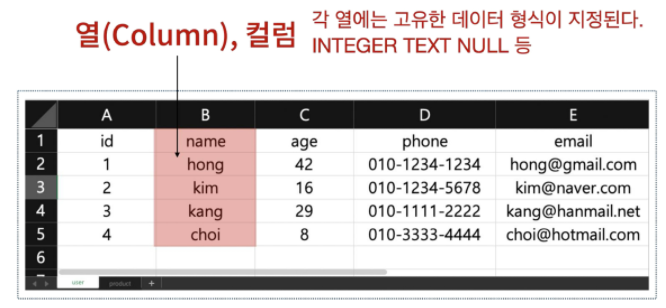 열(Column), 컬럼
각 열에는 고유한 데이터 형식이 지정된다.
INTEGER TEXT NULL 등
A B C D E
1 id name age phone email
2 1 hong 42 010-1234-1234 hong@gmail.com
3 2 kim 16 010-1234-5678 kim@naver.com
4 3 kang 29 010-1111-2222 kang@hanmail.net
5 4 choi 8 010-3333-4444 choi@hotmail.com
6
user product +